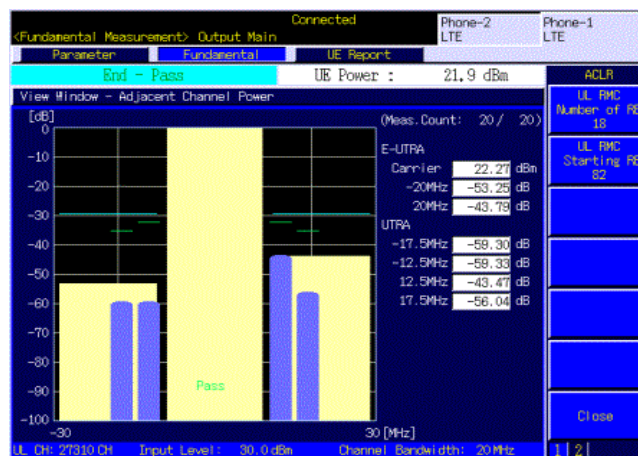 Connected
Phone-2 LTE
Phone-1 LTE
<Fundamental Measurement> Output Main
Parameter Fundamental UE Report
End - Pass UE Power : 21.9 dBm
ACLR
View Window - Adjacent Channel Power
UL RMC
Number of RB
18
UL RMC
Starting RB
82
Close
1 2
[dB]
(Meas.Count: 20/ 20)
0
-10
-20
-30
-40
-50
-60
-70
-80
-90
-100
Pass
-30
30 [MHz]
E-UTRA
Carrier 22.27 dBm
-20MHz -53.25 dB
20MHz -43.79 dB
UTRA
-17.5MHz -59.30 dB
-12.5MHz -59.33 dB
12.5MHz -43.47 dB
17.5MHz -56.04 dB
UL CH: 27310 CH Input Level: 30.0 dBm Channel Bandwidth: 20 MHz